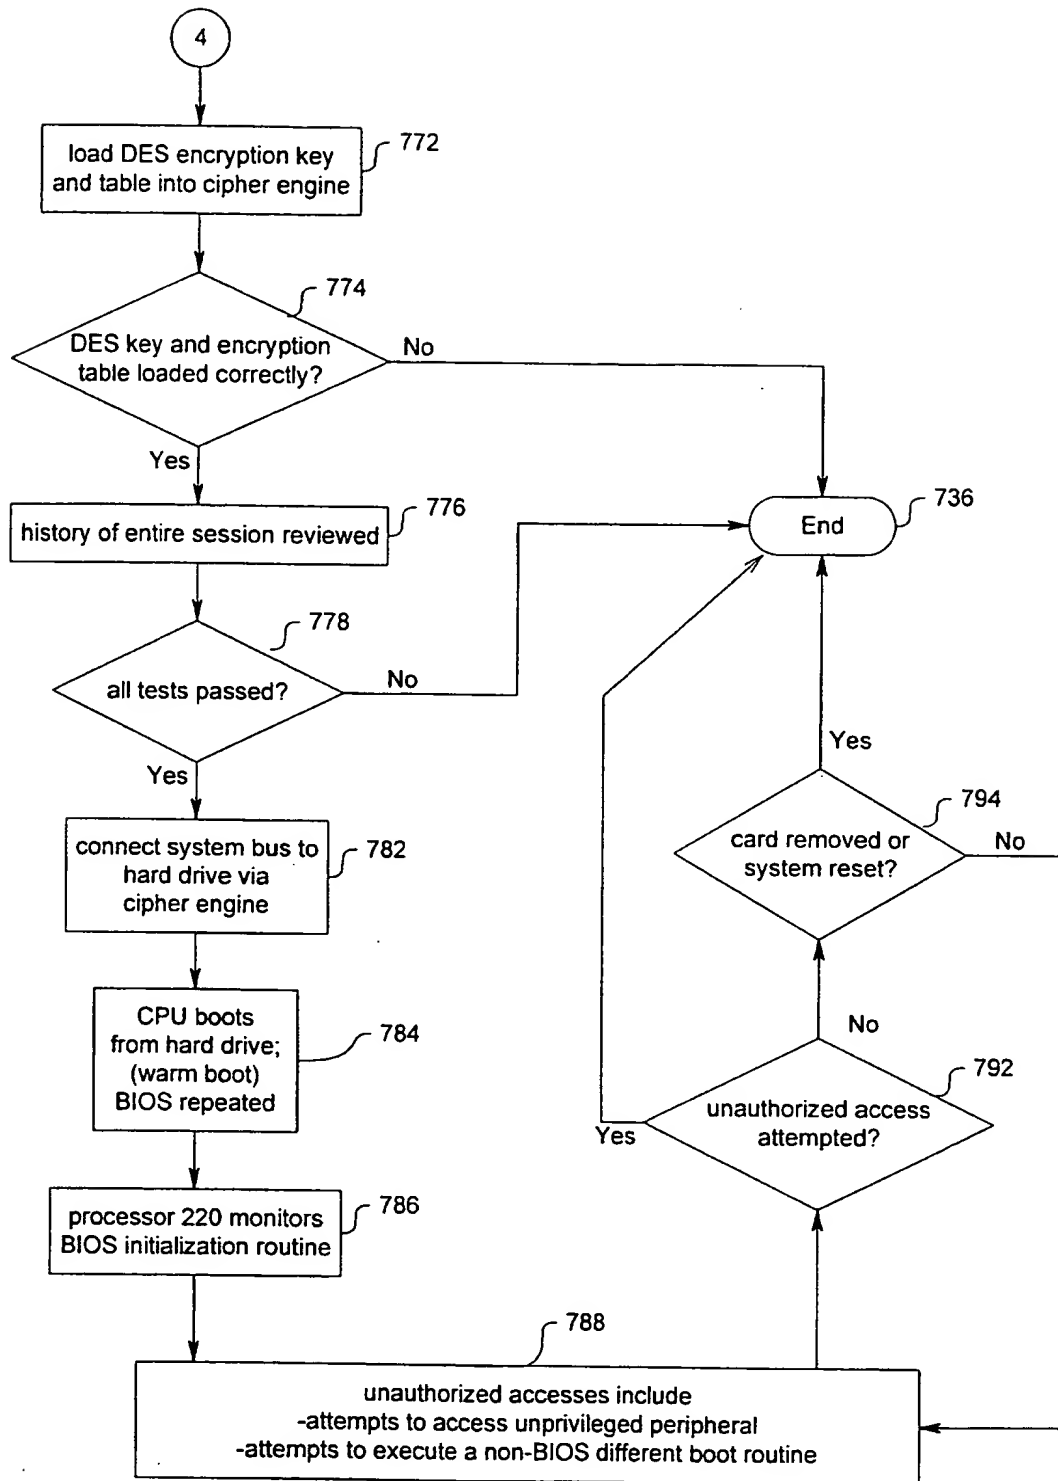 4
load DES encryption key
and table into cipher engine
772
774
DES key and encryption
table loaded correctly?
No
Yes
history of entire session reviewed
776
End
736
778
all tests passed?
No
Yes
connect system bus to
hard drive via
cipher engine
782
CPU boots
from hard drive;
(warm boot)
BIOS repeated
784
processor 220 monitors
BIOS initialization routine
786
788
unauthorized accesses include
-attempts to access unprivileged peripheral
-attempts to execute a non-BIOS different boot routine
792
unauthorized access
attempted?
Yes
No
794
card removed or
system reset?
No
Yes